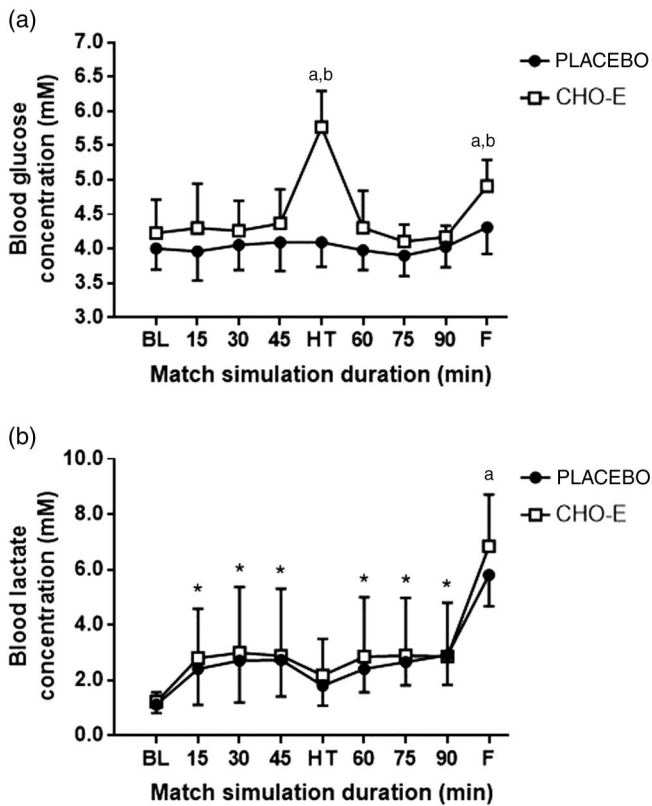 (a)
7.0
6.5
6.0
5.5
5.0
4.5
4.0
3.5
3.0
Blood glucose
concentration (mM)
a,b
a,b
PLACEBO
CHO-E
BL 15 30 45 HT 60 75 90 F
Match simulation duration (min)
(b)
10.0
8.0
6.0
4.0
2.0
0.0
Blood lactate
concentration (mM)
* * * * * *
a
PLACEBO
CHO-E
BL 15 30 45 HT 60 75 90 F
Match simulation duration (min)